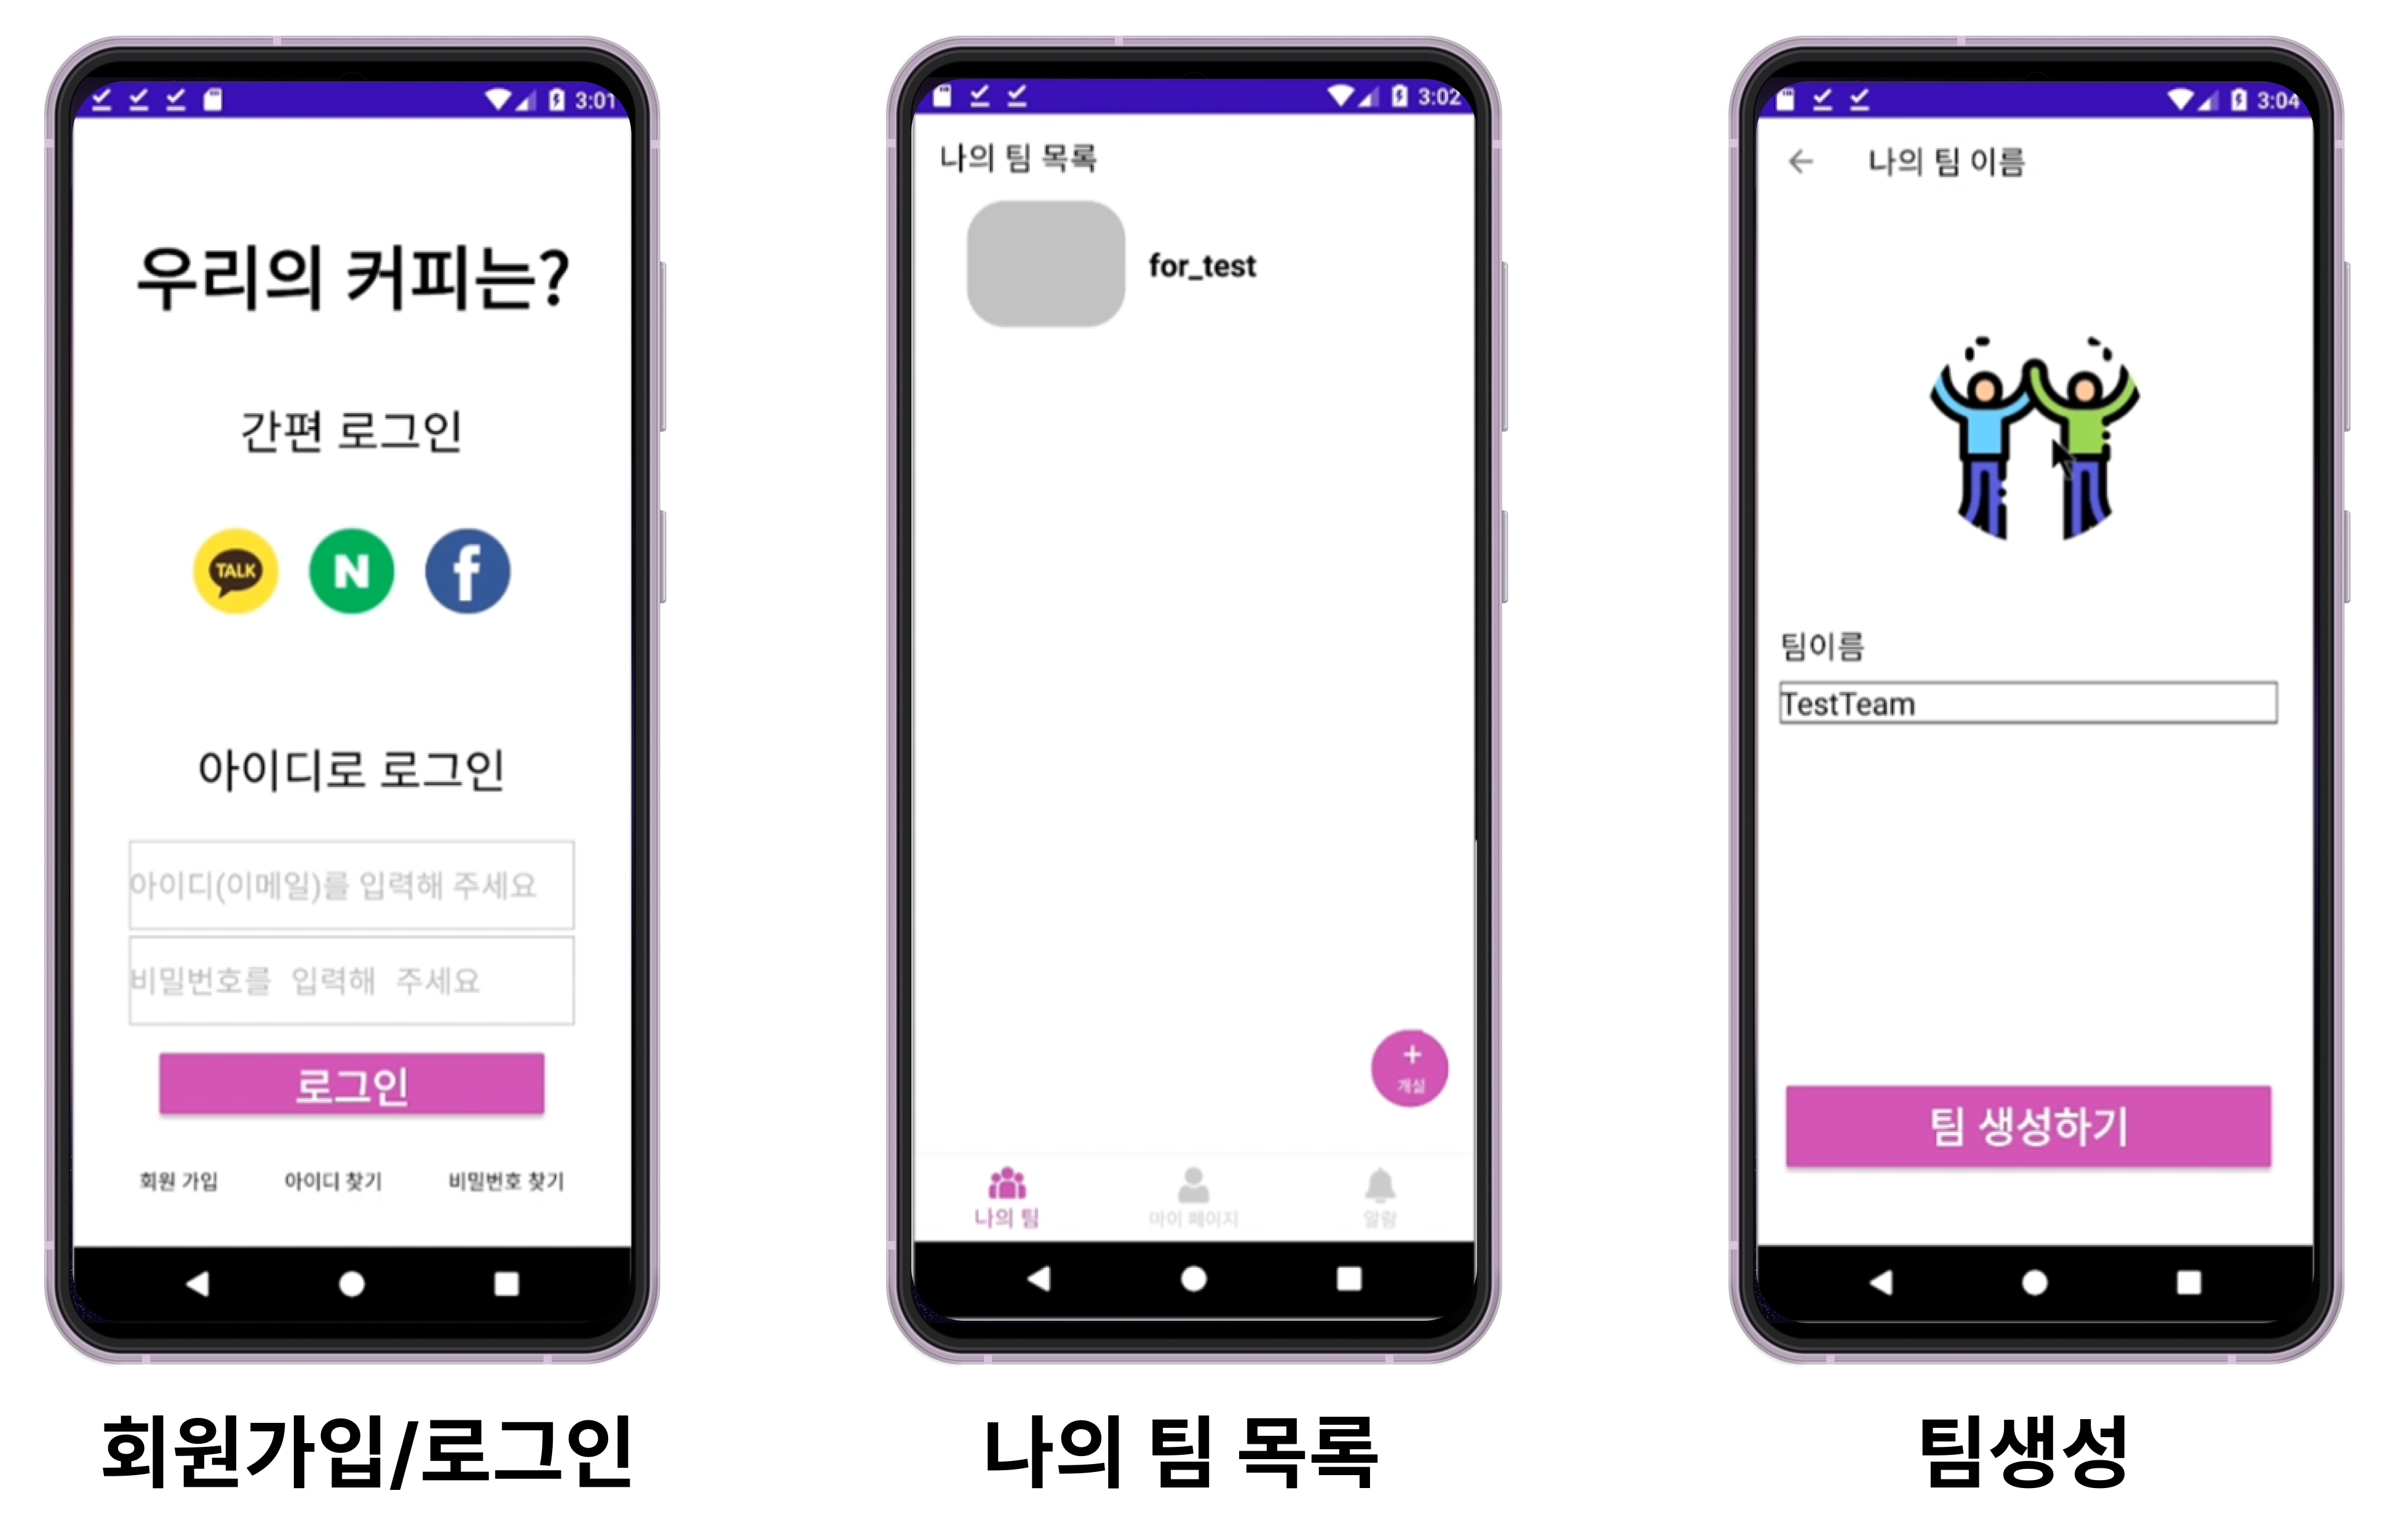 3:01
우리의 커피는?
간편 로그인
TALK N f
아이디로 로그인
아이디(이메일)를 입력해 주세요
비밀번호를 입력해 주세요
로그인
회원 가입 아이디 찾기 비밀번호 찾기
회원가입/로그인
3:02
나의 팀 목록
for_test
+
개설
나의 팀 마이 페이지 알람
나의 팀 목록
3:04
나의 팀 이름
팀이름
TestTeam
팀 생성하기
팀생성